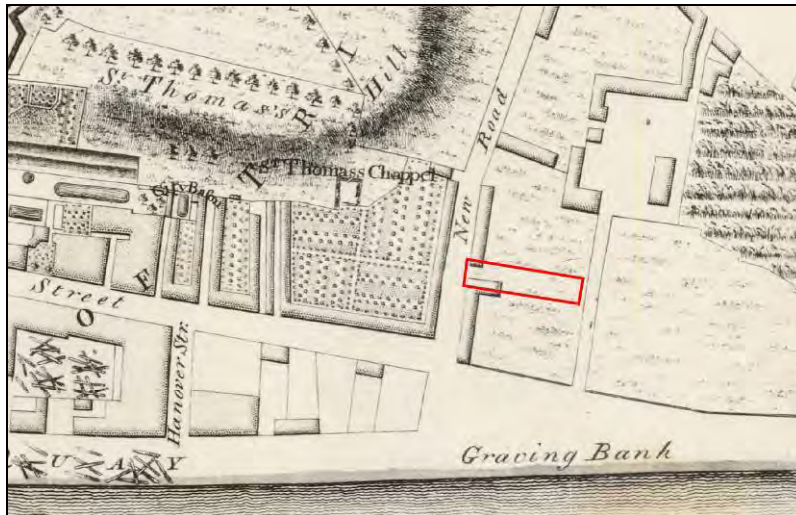 St Thomas's Hill
T R I
New Road
St Thomass Chappel
City Bason
Street
O F
Hanover Str.
U A Y
Graving Bank